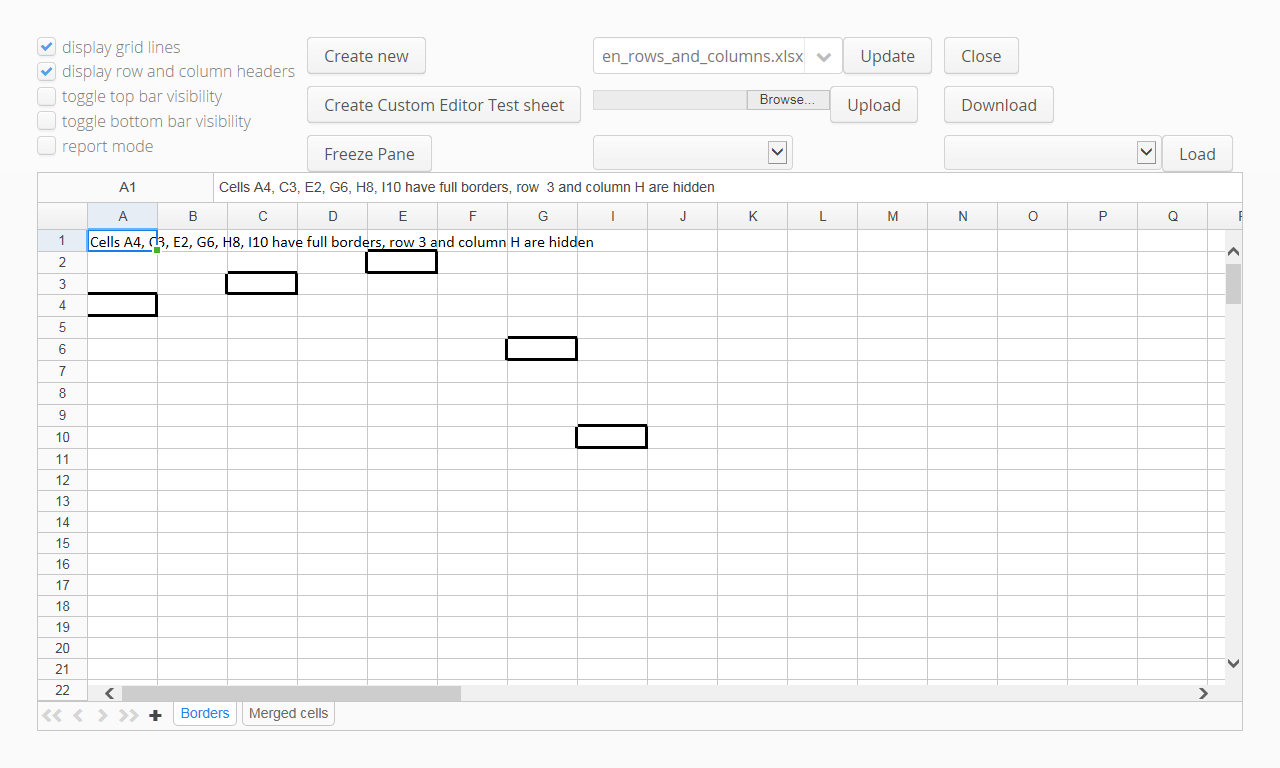 display grid lines
display row and column headers
toggle top bar visibility
toggle bottom bar visibility
report mode
Create new
en_rows_and_columns.xlsx
Update
Close
Create Custom Editor Test sheet
Browse...
Upload
Download
Freeze Pane
Load
A1
Cells A4, C3, E2, G6, H8, I10 have full borders, row  3 and column H are hidden
A B C D E F G I J K L M N O P Q
1 Cells A4, C3, E2, G6, H8, I10 have full borders, row 3 and column H are hidden
2
3
4
5
6
7
8
9
10
11
12
13
14
15
16
17
18
19
20
21
22
Borders
Merged cells